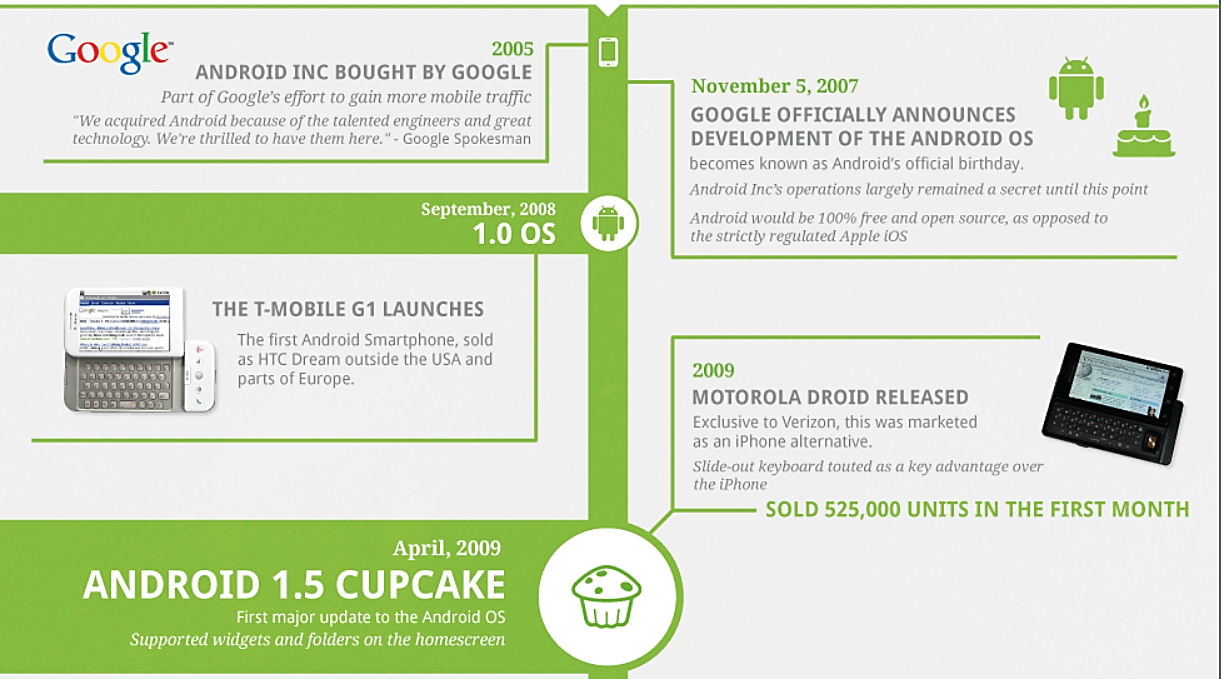 Google™
2005
ANDROID INC BOUGHT BY GOOGLE
Part of Google's effort to gain more mobile traffic
"We acquired Android because of the talented engineers and great
technology. We're thrilled to have them here." - Google Spokesman
November 5, 2007
GOOGLE OFFICIALLY ANNOUNCES
DEVELOPMENT OF THE ANDROID OS
becomes known as Android's official birthday.
Android Inc's operations largely remained a secret until this point
Android would be 100% free and open source, as opposed to
the strictly regulated Apple iOS
September, 2008
1.0 OS
THE T-MOBILE G1 LAUNCHES
The first Android Smartphone, sold
as HTC Dream outside the USA and
parts of Europe.
2009
MOTOROLA DROID RELEASED
Exclusive to Verizon, this was marketed
as an iPhone alternative.
Slide-out keyboard touted as a key advantage over
the iPhone
SOLD 525,000 UNITS IN THE FIRST MONTH
April, 2009
ANDROID 1.5 CUPCAKE
First major update to the Android OS
Supported widgets and folders on the homescreen